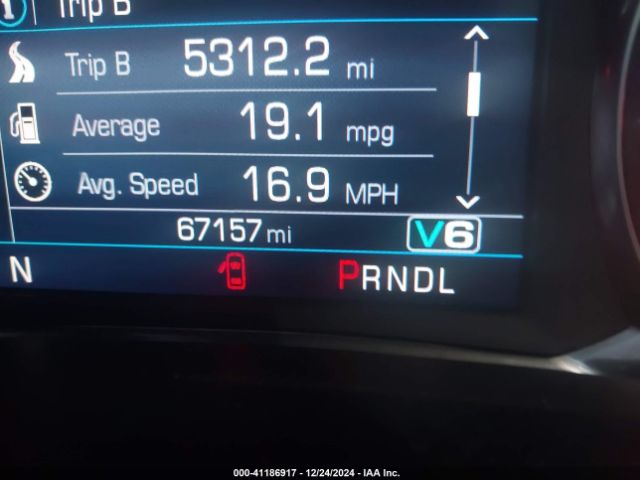 Trip B
Trip B 5312.2 mi
Average 19.1 mpg
Avg. Speed 16.9 MPH
67157 mi V6
N PRNDL
000-41186917 - 12/24/2024 - IAA Inc.